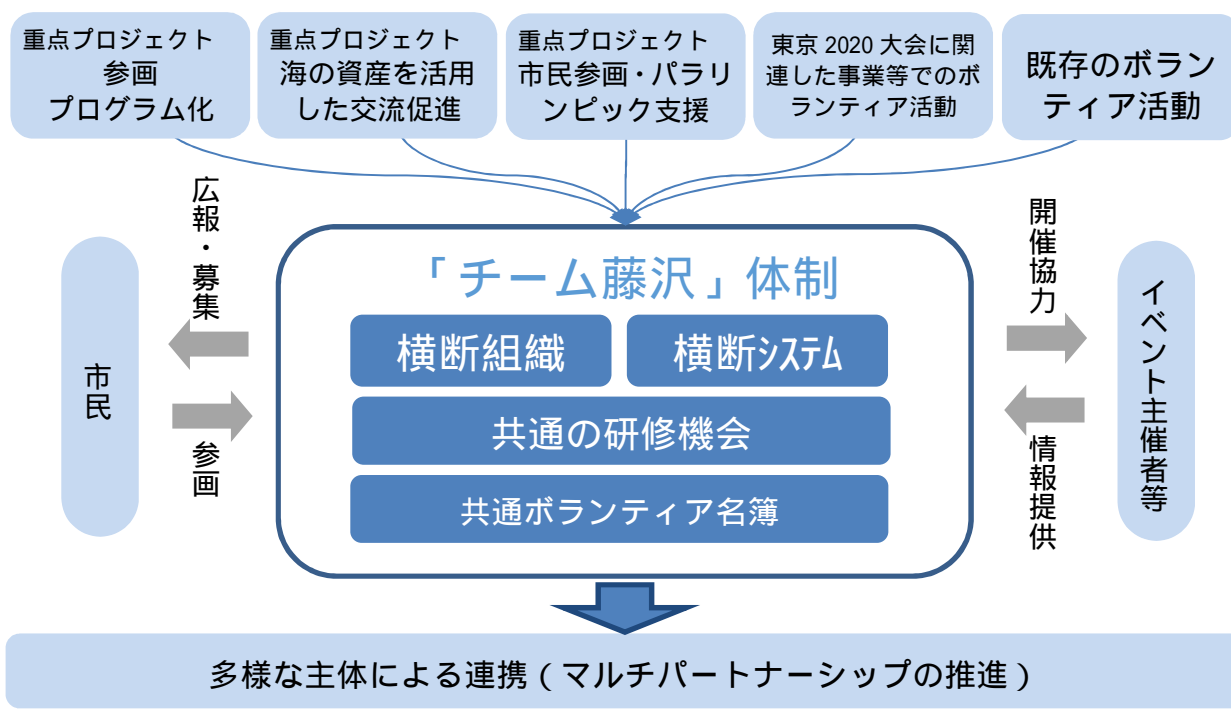 重点プロジェクト
参画
プログラム化
重点プロジェクト
海の資産を活用
した交流促進
重点プロジェクト
市民参画・パラリ
ンピック支援
東京 2020 大会に関
連した事業等でのボ
ランティア活動
既存のボラン
ティア活動
広報・募集
市民
参画
「チーム藤沢」体制
横断組織
横断システム
共通の研修機会
共通ボランティア名簿
開催協力
イベント主催者等
情報提供
多様な主体による連携（マルチパートナーシップの推進）